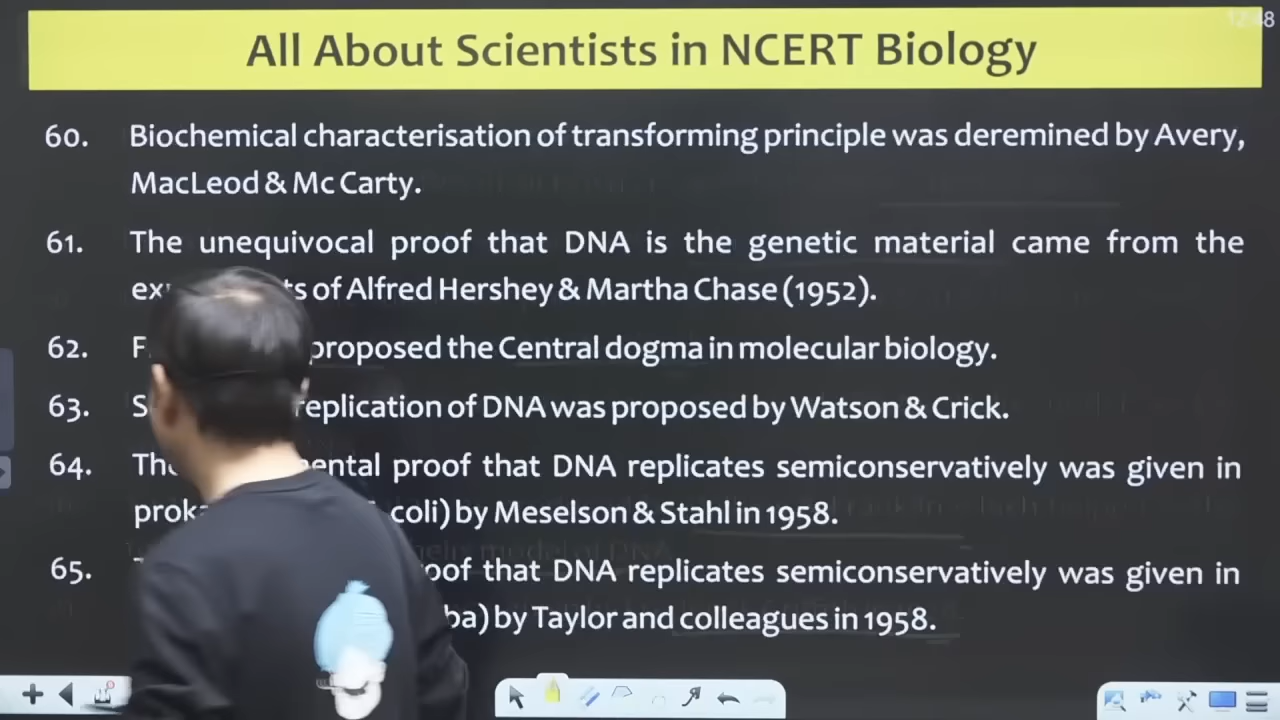 All About Scientists in NCERT Biology
60. Biochemical characterisation of transforming principle was deremined by Avery,
MacLeod & Mc Carty.
61. The unequivocal proof that DNA is the genetic material came from the
of Alfred Hershey & Martha Chase (1952).
62. proposed the Central dogma in molecular biology.
63. replication of DNA was proposed by Watson & Crick.
64. proof that DNA replicates semiconservatively was given in
coli) by Meselson & Stahl in 1958.
65. that DNA replicates semiconservatively was given in
by Taylor and colleagues in 1958.